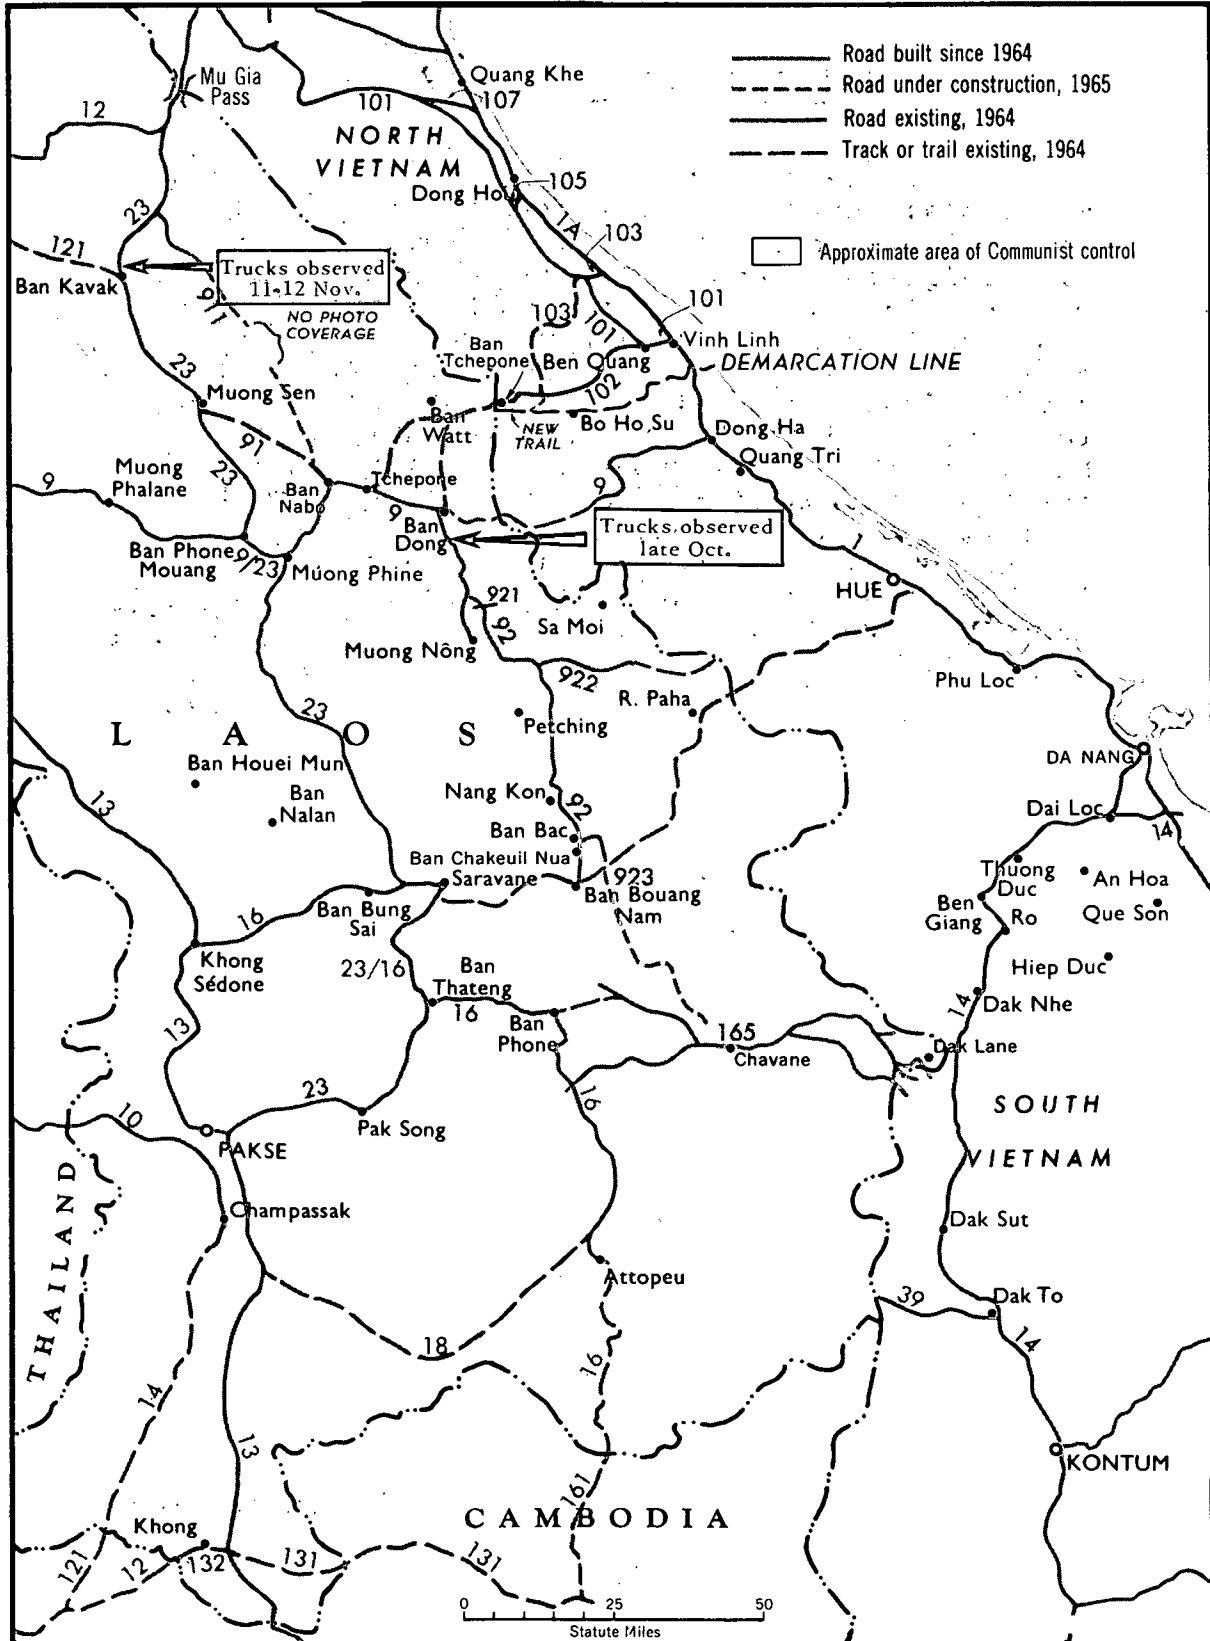 Road built since 1964
Road under construction, 1965
Road existing, 1964
Track or trail existing, 1964
Approximate area of Communist control
Mu Gia
Pass
Quang Khe
107
12
101
NORTH
VIETNAM
105
Dong Hoi
23
1A
103
121
Trucks observed
11-12 Nov.
Ban Kavak
911
NO PHOTO
COVERAGE
103
101
101
Vinh Linh
Ban
Tchepone
Ben Quang
DEMARCATION LINE
23
102
Muong Sen
Ban
Watt
NEW
TRAIL
Bo Ho Su
Dong Ha
91
23
Quang Tri
Muong
Phalane
9
Ban
Nabo
Tchepone
9
9
Ban
Dong
Trucks observed
late Oct.
1
Ban Phone
Mouang
9/23
Muong Phine
HUE
921
92
Sa Moi
Muong Nông
922
Phu Loc
R. Paha
23
Petching
LAOS
DA NANG
Ban Houei Mun
13
Ban
Nalan
Nang Kon
92
Dai Loc
Ban Bac
14
Ban Chakeuil Nua
Saravane
923
Thuong
Duc
An Hoa
Ban Bouang
Nam
Ban Bung
Sai
16
Ben
Giang
Ro
Que Son
Khong
Sédone
23/16
Ban
Thateng
Hiep Duc
16
Ban
Phone
14
Dak Nhe
13
165
Chavane
Dak Lane
23
16
SOUTH
VIETNAM
10
Pak Song
PAKSE
THAILAND
Champassak
Dak Sut
Attopeu
39
Dak To
18
14
16
14
13
KONTUM
161
CAMBODIA
Khong
121
12
132
131
131
0
25
50
Statute Miles